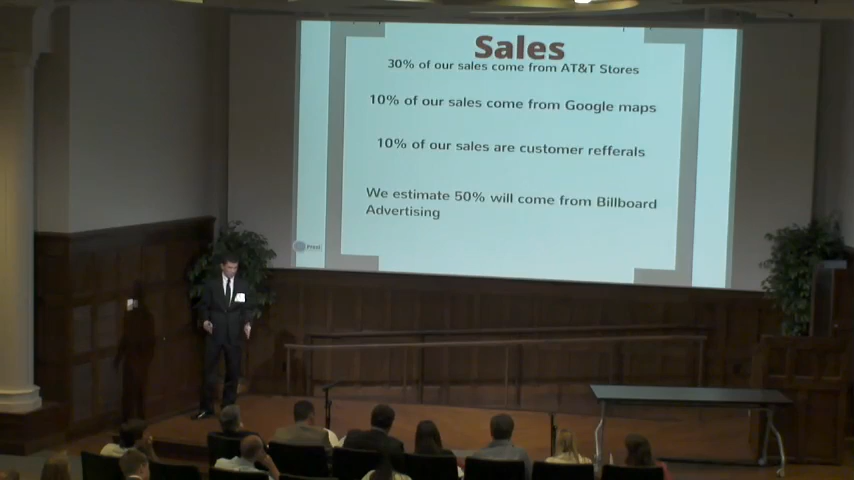 Sales
30% of our sales come from AT&T Stores
10% of our sales come from Google maps
10% of our sales are customer refferals
We estimate 50% will come from Billboard
Advertising
Prezi